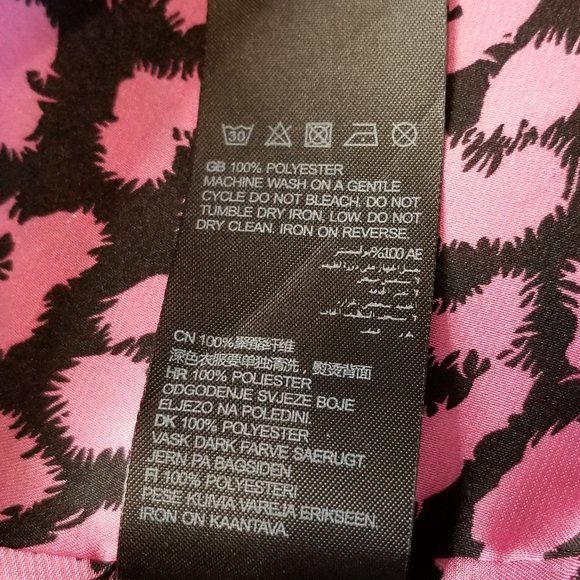 30
GB 100% POLYESTER
MACHINE WASH ON A GENTLE
CYCLE DO NOT BLEACH. DO NOT
TUMBLE DRY IRON. LOW. DO NOT
DRY CLEAN. IRON ON REVERSE.
AE 100%
CN 100%聚酯纤维
深色衣服要单独清洗，熨烫背面
HR 100% POLIESTER
ODGODENJE SVJEZE BOJE
ELJEZO NA POLEDINI.
DK 100% POLYESTER
VASK DARK FARVE SAERUGT.
JERN PA BAGSIDEN.
FI 100% POLYESTERI
PESE KUIVIA VAREJA ERIKSEEN.
IRON ON KAANTAVA.